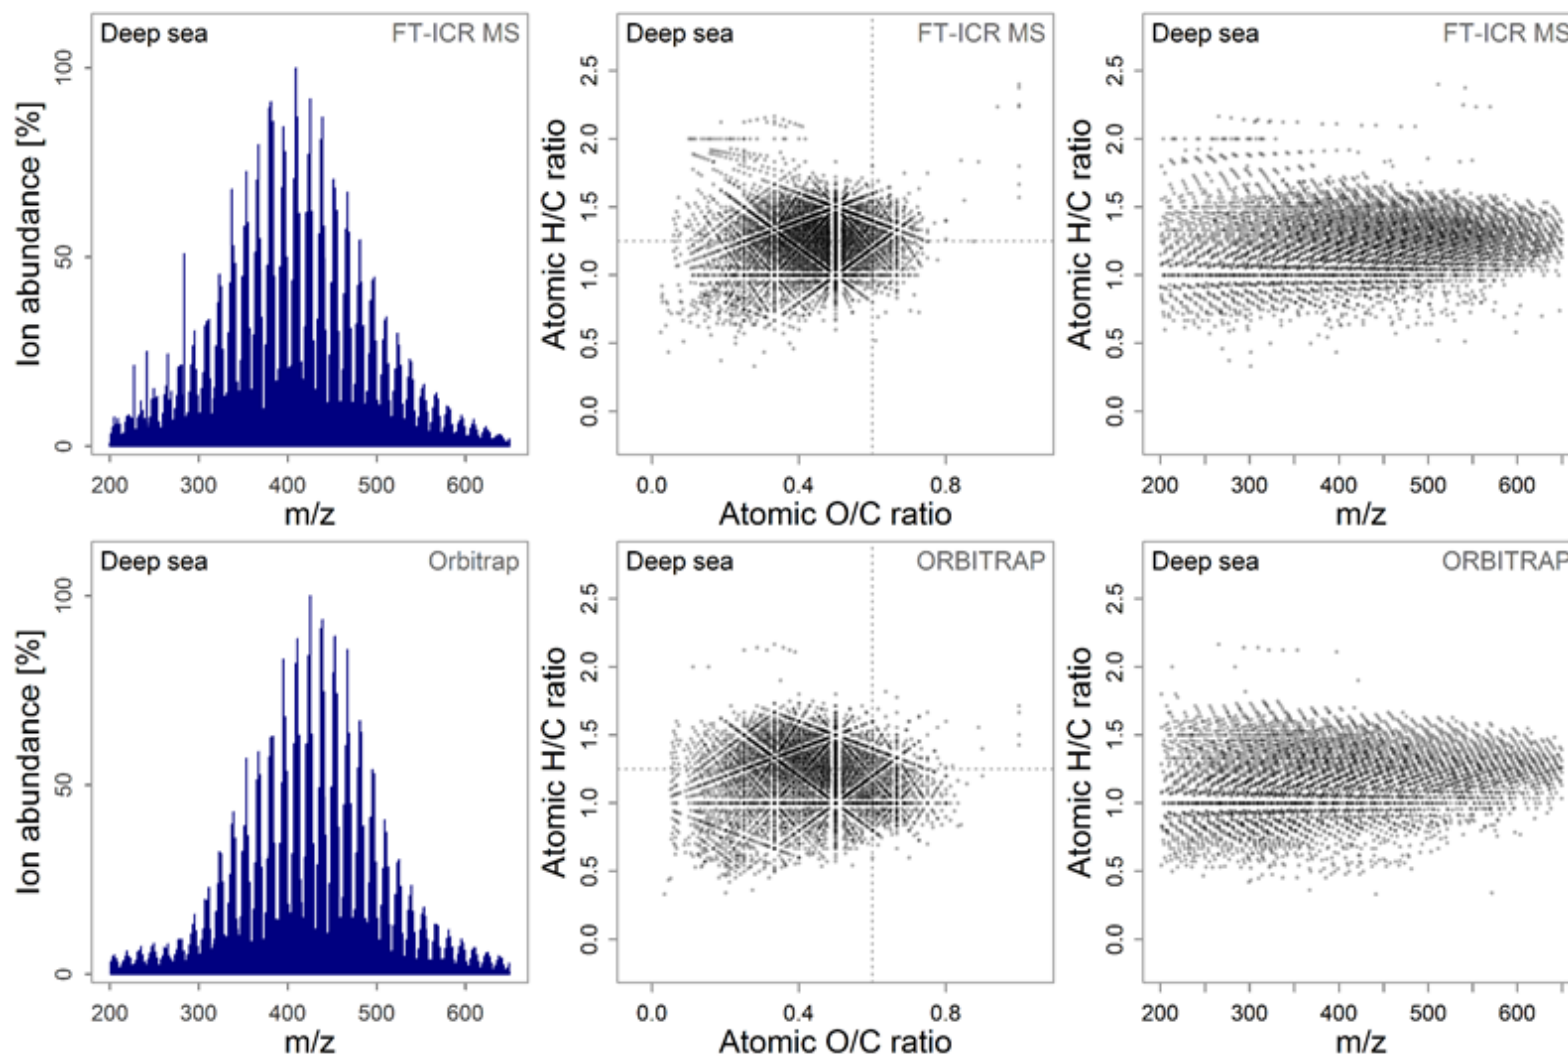 Deep sea FT-ICR MS
Ion abundance [%]
0 50 100
200 300 400 500 600
m/z
Deep sea FT-ICR MS
Atomic H/C ratio
0.0 0.5 1.0 1.5 2.0 2.5
0.0 0.4 0.8
Atomic O/C ratio
Deep sea FT-ICR MS
Atomic H/C ratio
0.0 0.5 1.0 1.5 2.0 2.5
200 300 400 500 600
m/z
Deep sea Orbitrap
Ion abundance [%]
0 50 100
200 300 400 500 600
m/z
Deep sea ORBITRAP
Atomic H/C ratio
0.0 0.5 1.0 1.5 2.0 2.5
0.0 0.4 0.8
Atomic O/C ratio
Deep sea ORBITRAP
Atomic H/C ratio
0.0 0.5 1.0 1.5 2.0 2.5
200 300 400 500 600
m/z